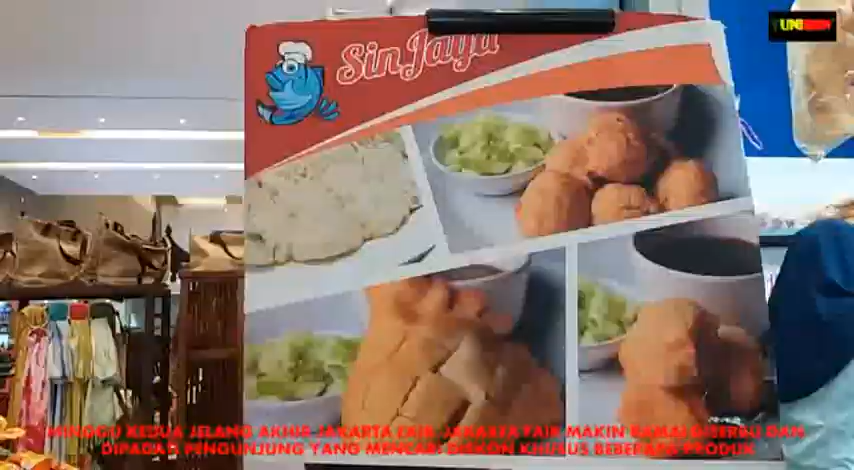 SinJaya
UNI
MINGGU KEDUA JELANG AKHIR JAKARTA FAIR, JAKARTA FAIR MAKIN RAMAI DISERBU DAN
DIPADATI PENGUNJUNG YANG MENCARI DISKON KHUSUS BEBERAPA PRODUK